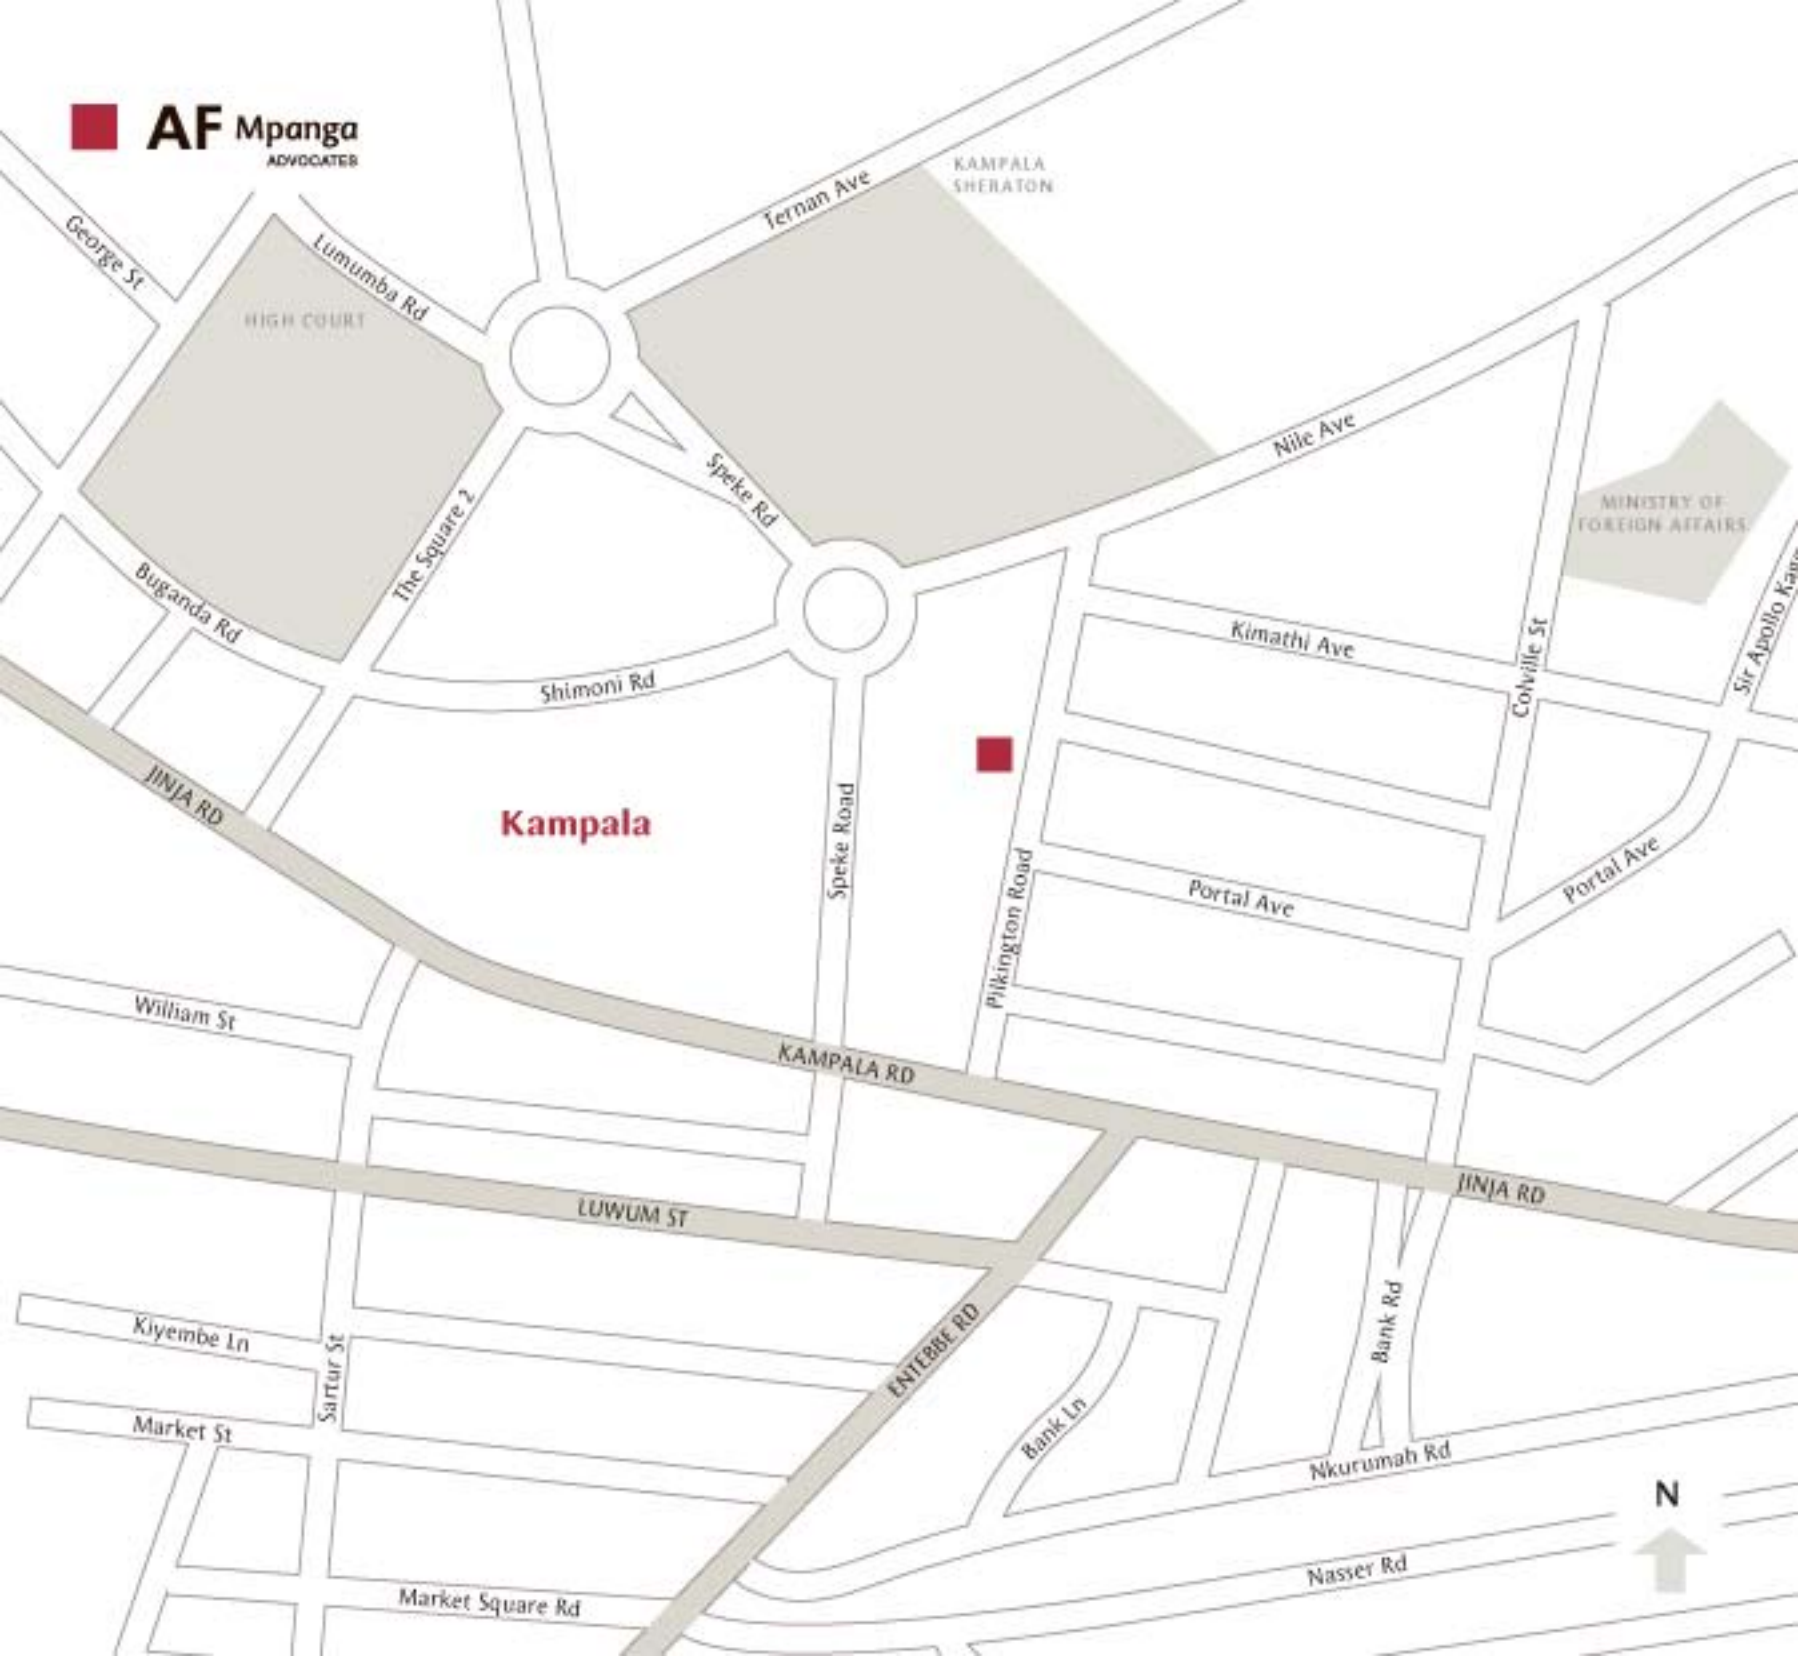 AF Mpanga
ADVOCATES
KAMPALA
SHERATON
Ternan Ave
George St
Lumumba Rd
HIGH COURT
Nile Ave
Speke Rd
The Square 2
MINISTRY OF
FOREIGN AFFAIRS
Buganda Rd
Kimathi Ave
Colville St
Sir Apollo
Shimoni Rd
JINJA RD
Kampala
Speke Road
Pilkington Road
Portal Ave
Portal Ave
William St
KAMPALA RD
JINJA RD
LUWUM ST
Kiyembe Ln
Sartur St
ENTEBBE RD
Bank Rd
Market St
Bank Ln
Nkurumah Rd
N
Nasser Rd
Market Square Rd